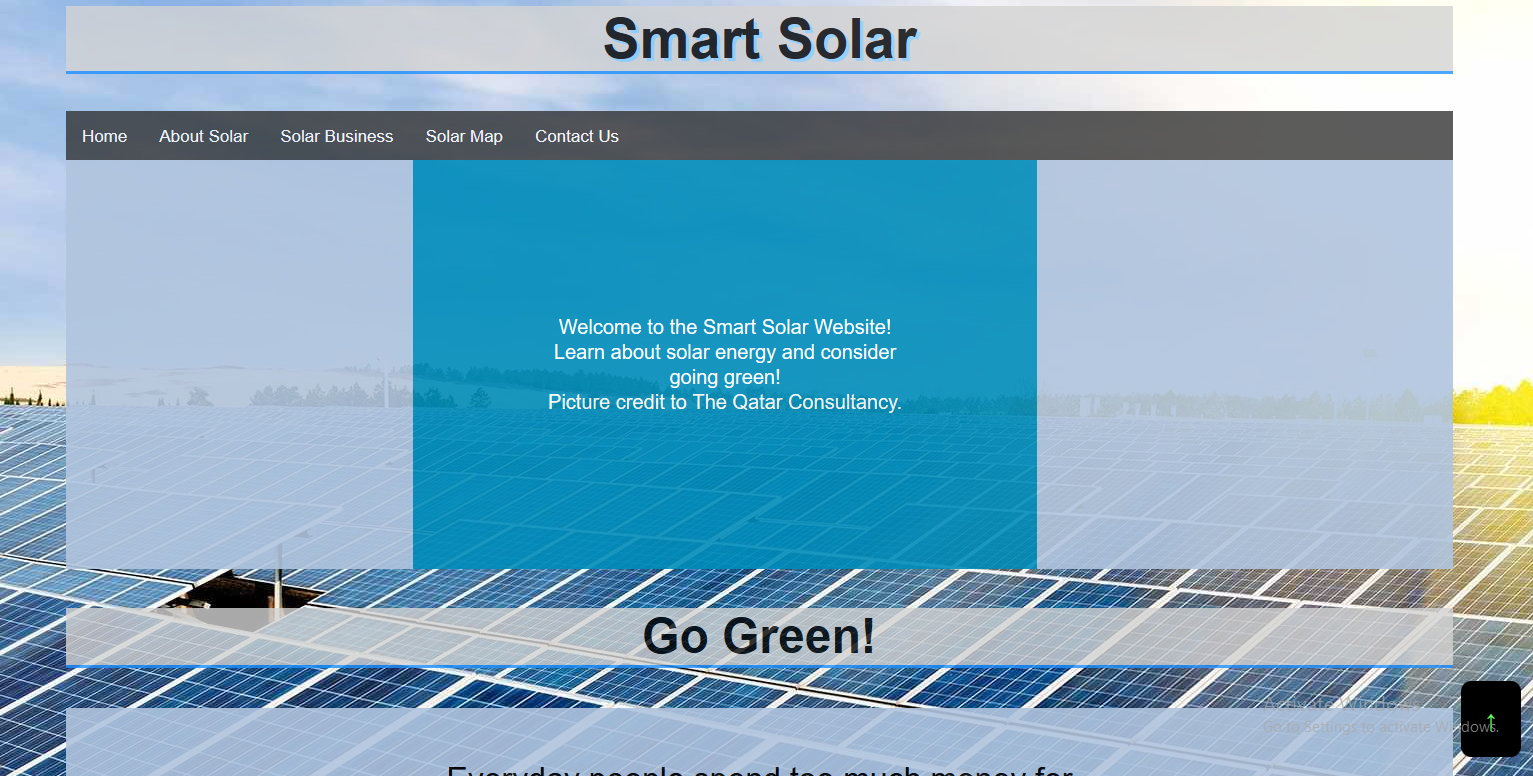 Smart Solar
Home About Solar Solar Business Solar Map Contact Us
Welcome to the Smart Solar Website!
Learn about solar energy and consider
going green!
Picture credit to The Qatar Consultancy.
Go Green!
Activate Windows
Go to Settings to activate Windows.
↑
Everyday people spend too much money for